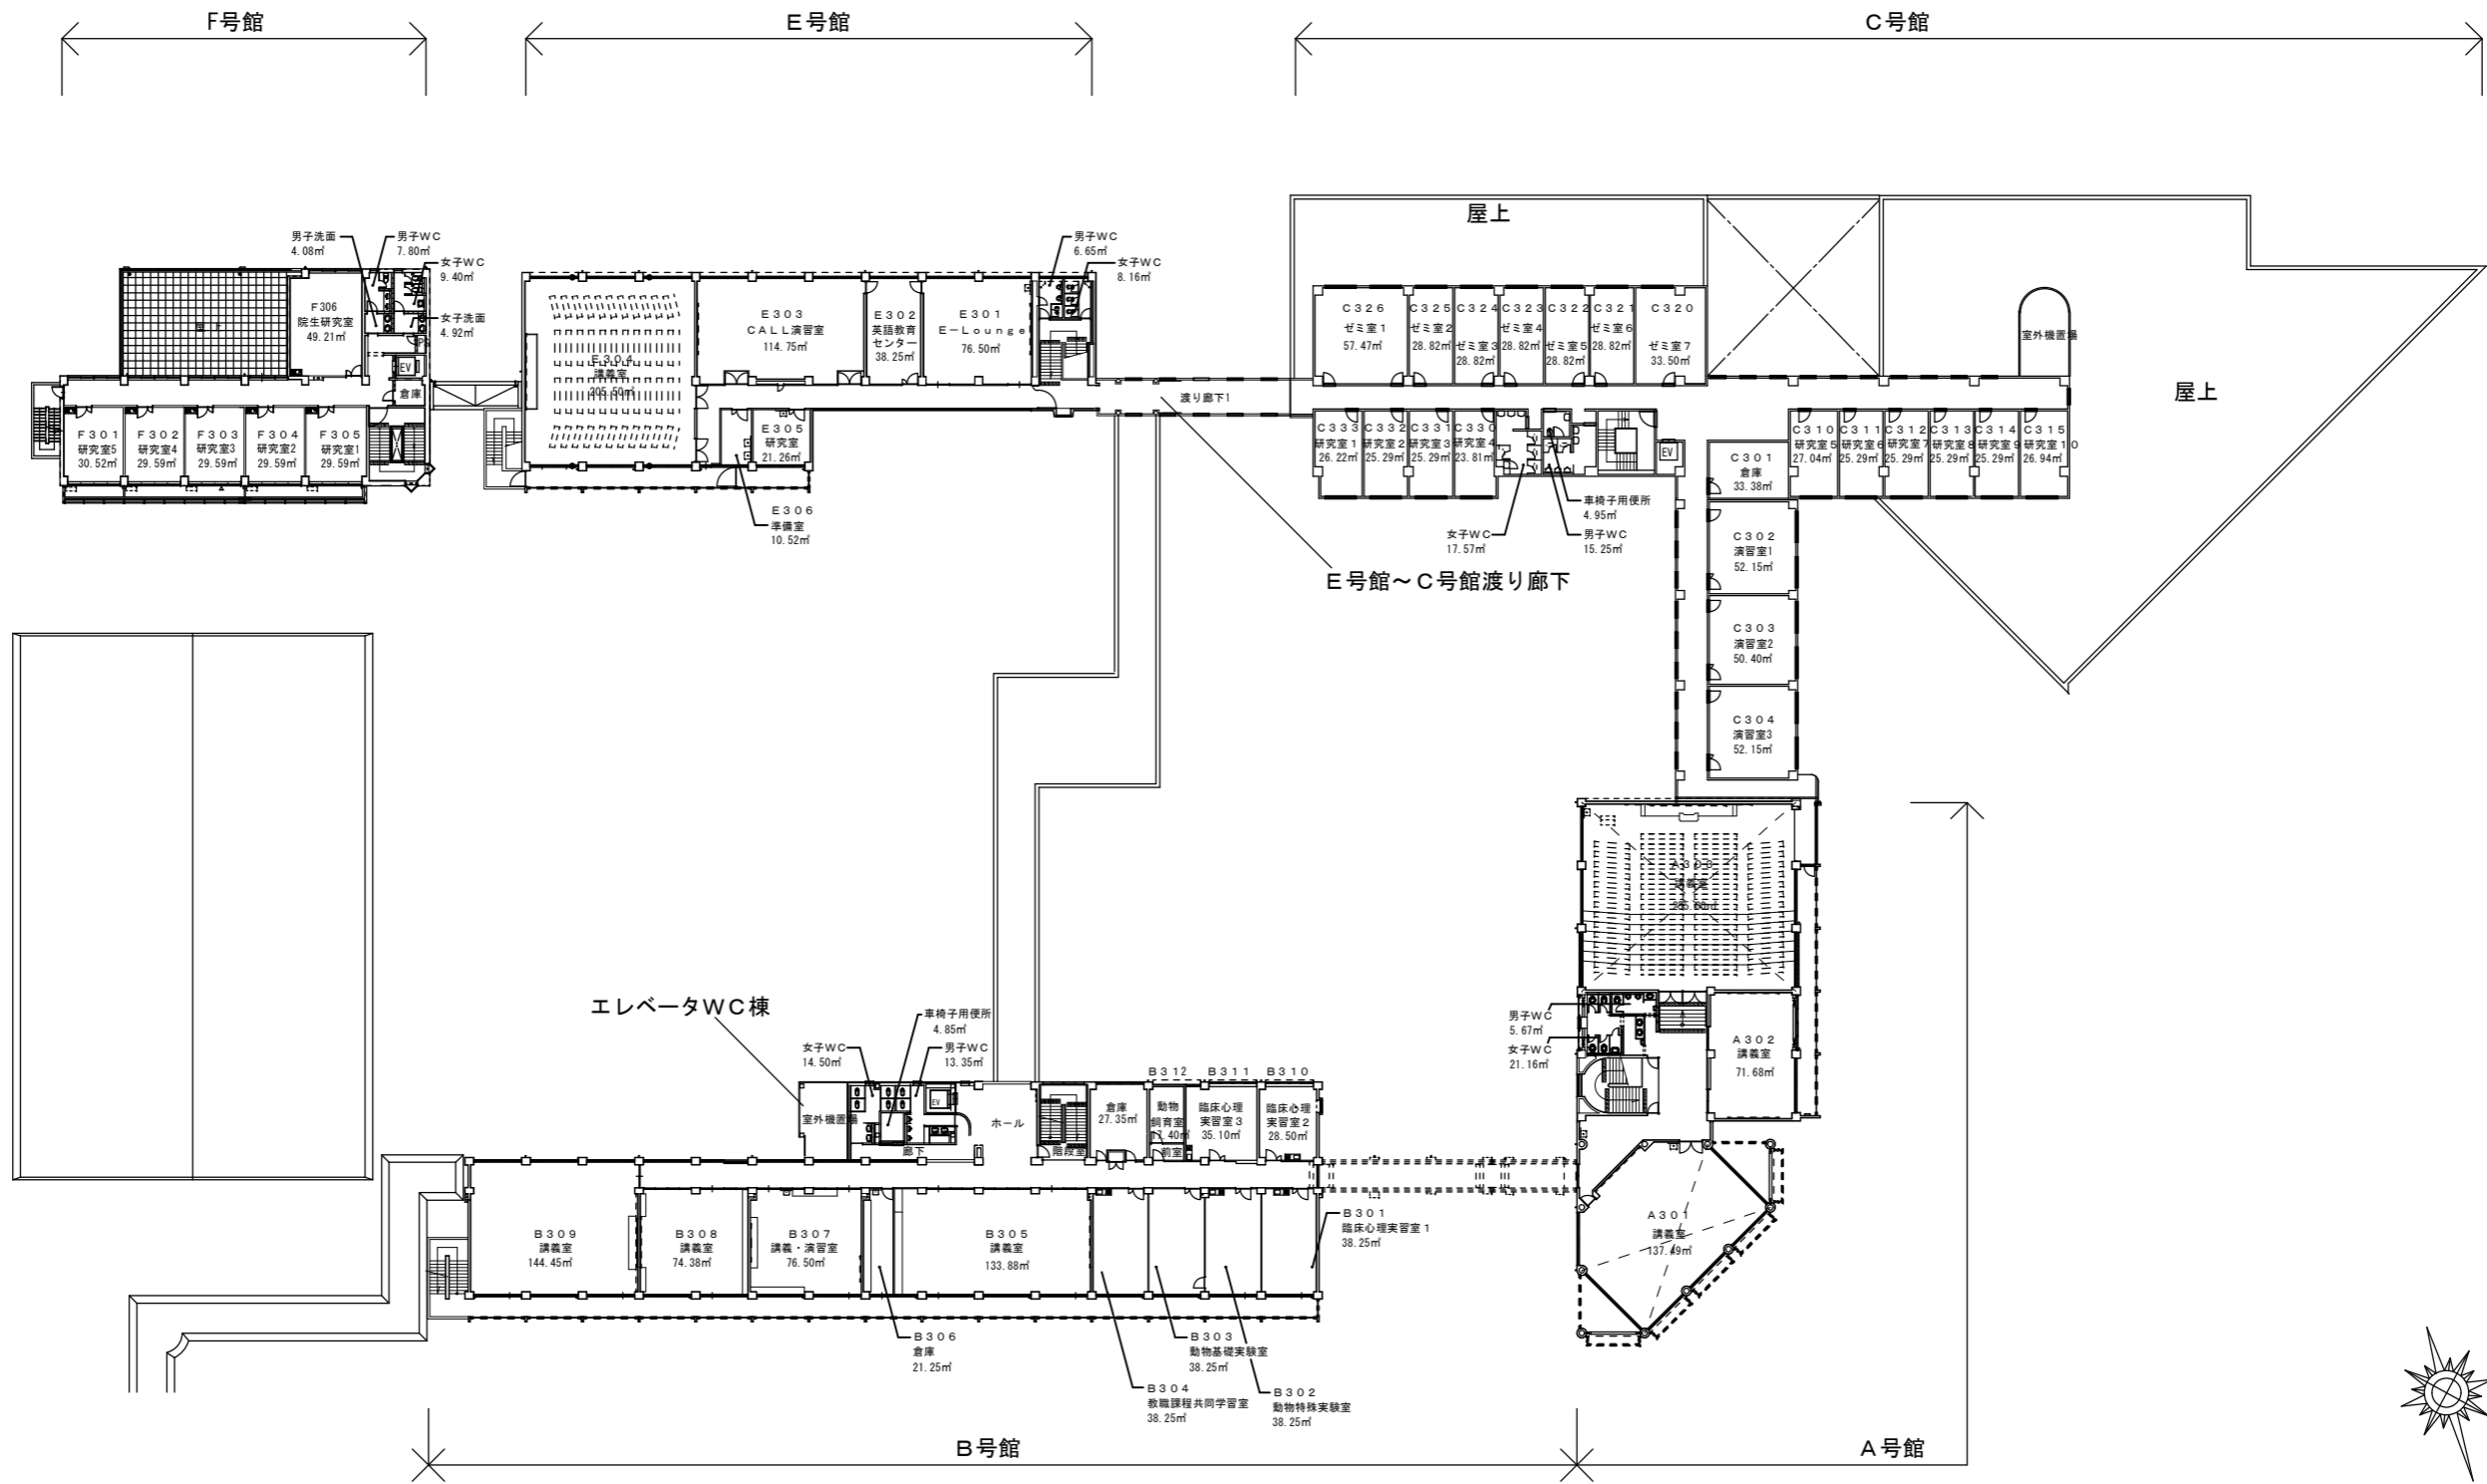 F号館
E号館
C号館
男子洗面
4.08㎡
男子WC
7.80㎡
女子WC
9.40㎡
女子洗面
4.92㎡
F306
院生研究室
49.21㎡
屋上
PS
EV
倉庫
F301
研究室5
30.52㎡
F302
研究室4
29.59㎡
F303
研究室3
29.59㎡
F304
研究室2
29.59㎡
F305
研究室1
29.59㎡
E304
講義室
205.50㎡
E303
CALL演習室
114.75㎡
E302
英語教育
センター
38.25㎡
E301
E-Lounge
76.50㎡
男子WC
6.65㎡
女子WC
8.16㎡
E305
研究室
21.26㎡
E306
準備室
10.52㎡
渡り廊下1
E号館~C号館渡り廊下
屋上
C326
ゼミ室1
57.47㎡
C325
ゼミ室2
28.82㎡
C324
ゼミ室3
28.82㎡
C323
ゼミ室4
28.82㎡
C322
ゼミ室5
28.82㎡
C321
ゼミ室6
28.82㎡
C320
ゼミ室7
33.50㎡
室外機置場
屋上
C333
研究室1
26.22㎡
C332
研究室2
25.29㎡
C331
研究室3
25.29㎡
C330
研究室4
23.81㎡
女子WC
17.57㎡
車椅子用便所
4.95㎡
男子WC
15.25㎡
EV
C301
倉庫
33.38㎡
C310
研究室5
27.04㎡
C311
研究室6
25.29㎡
C312
研究室7
25.29㎡
C313
研究室8
25.29㎡
C314
研究室9
25.29㎡
C315
研究室10
26.94㎡
C302
演習室1
52.15㎡
C303
演習室2
50.40㎡
C304
演習室3
52.15㎡
A303
講義室
男子WC
5.67㎡
女子WC
21.16㎡
A302
講義室
71.68㎡
A301
講義室
137.49㎡
エレベータWC棟
女子WC
14.50㎡
車椅子用便所
4.85㎡
男子WC
13.35㎡
室外機置場
EV
ホール
廊下
階段室
倉庫
27.35㎡
B312
動物
飼育室
17.40㎡
前室
B311
臨床心理
実習室3
35.10㎡
B310
臨床心理
実習室2
28.50㎡
B309
講義室
144.45㎡
B308
講義室
74.38㎡
B307
講義・演習室
76.50㎡
B305
講義室
133.88㎡
B301
臨床心理実習室1
38.25㎡
B306
倉庫
21.25㎡
B303
動物基礎実験室
38.25㎡
B304
教職課程共同学習室
38.25㎡
B302
動物特殊実験室
38.25㎡
B号館
A号館